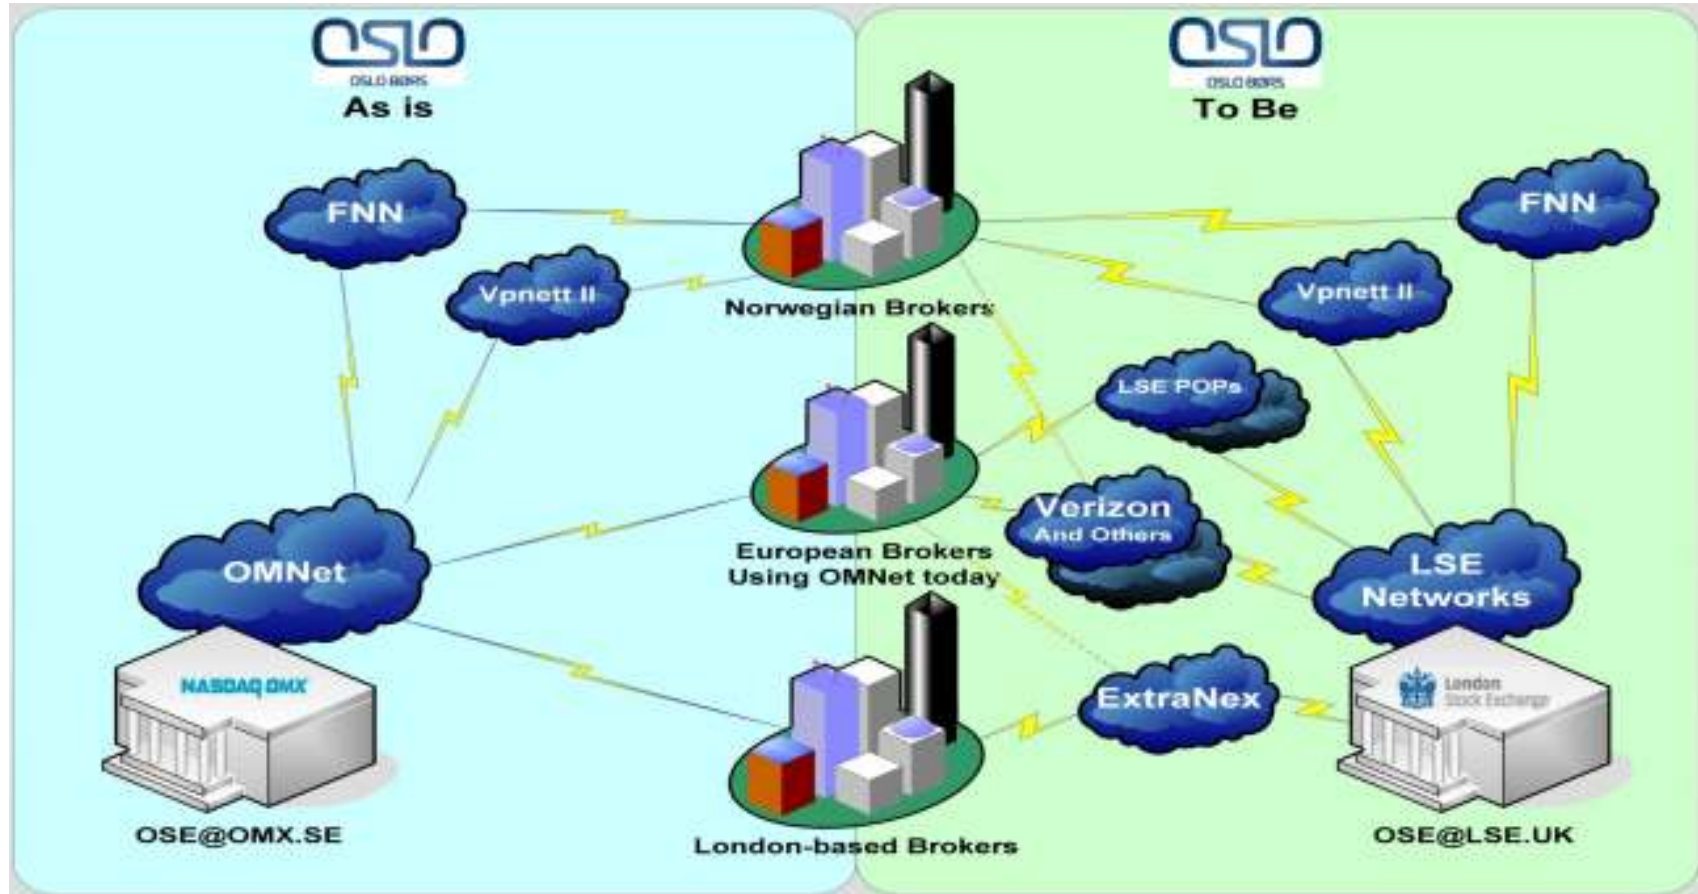 OSLO
OSLO BØRS
As is
OSLO
OSLO BØRS
To Be
FNN
Vpnett II
Norwegian Brokers
FNN
Vpnett II
LSE POPs
Verizon
And Others
European Brokers
Using OMNet today
OMNet
LSE
Networks
NASDAQ OMX
ExtraNex
London
Stock Exchange
OSE@OMX.SE
London-based Brokers
OSE@LSE.UK